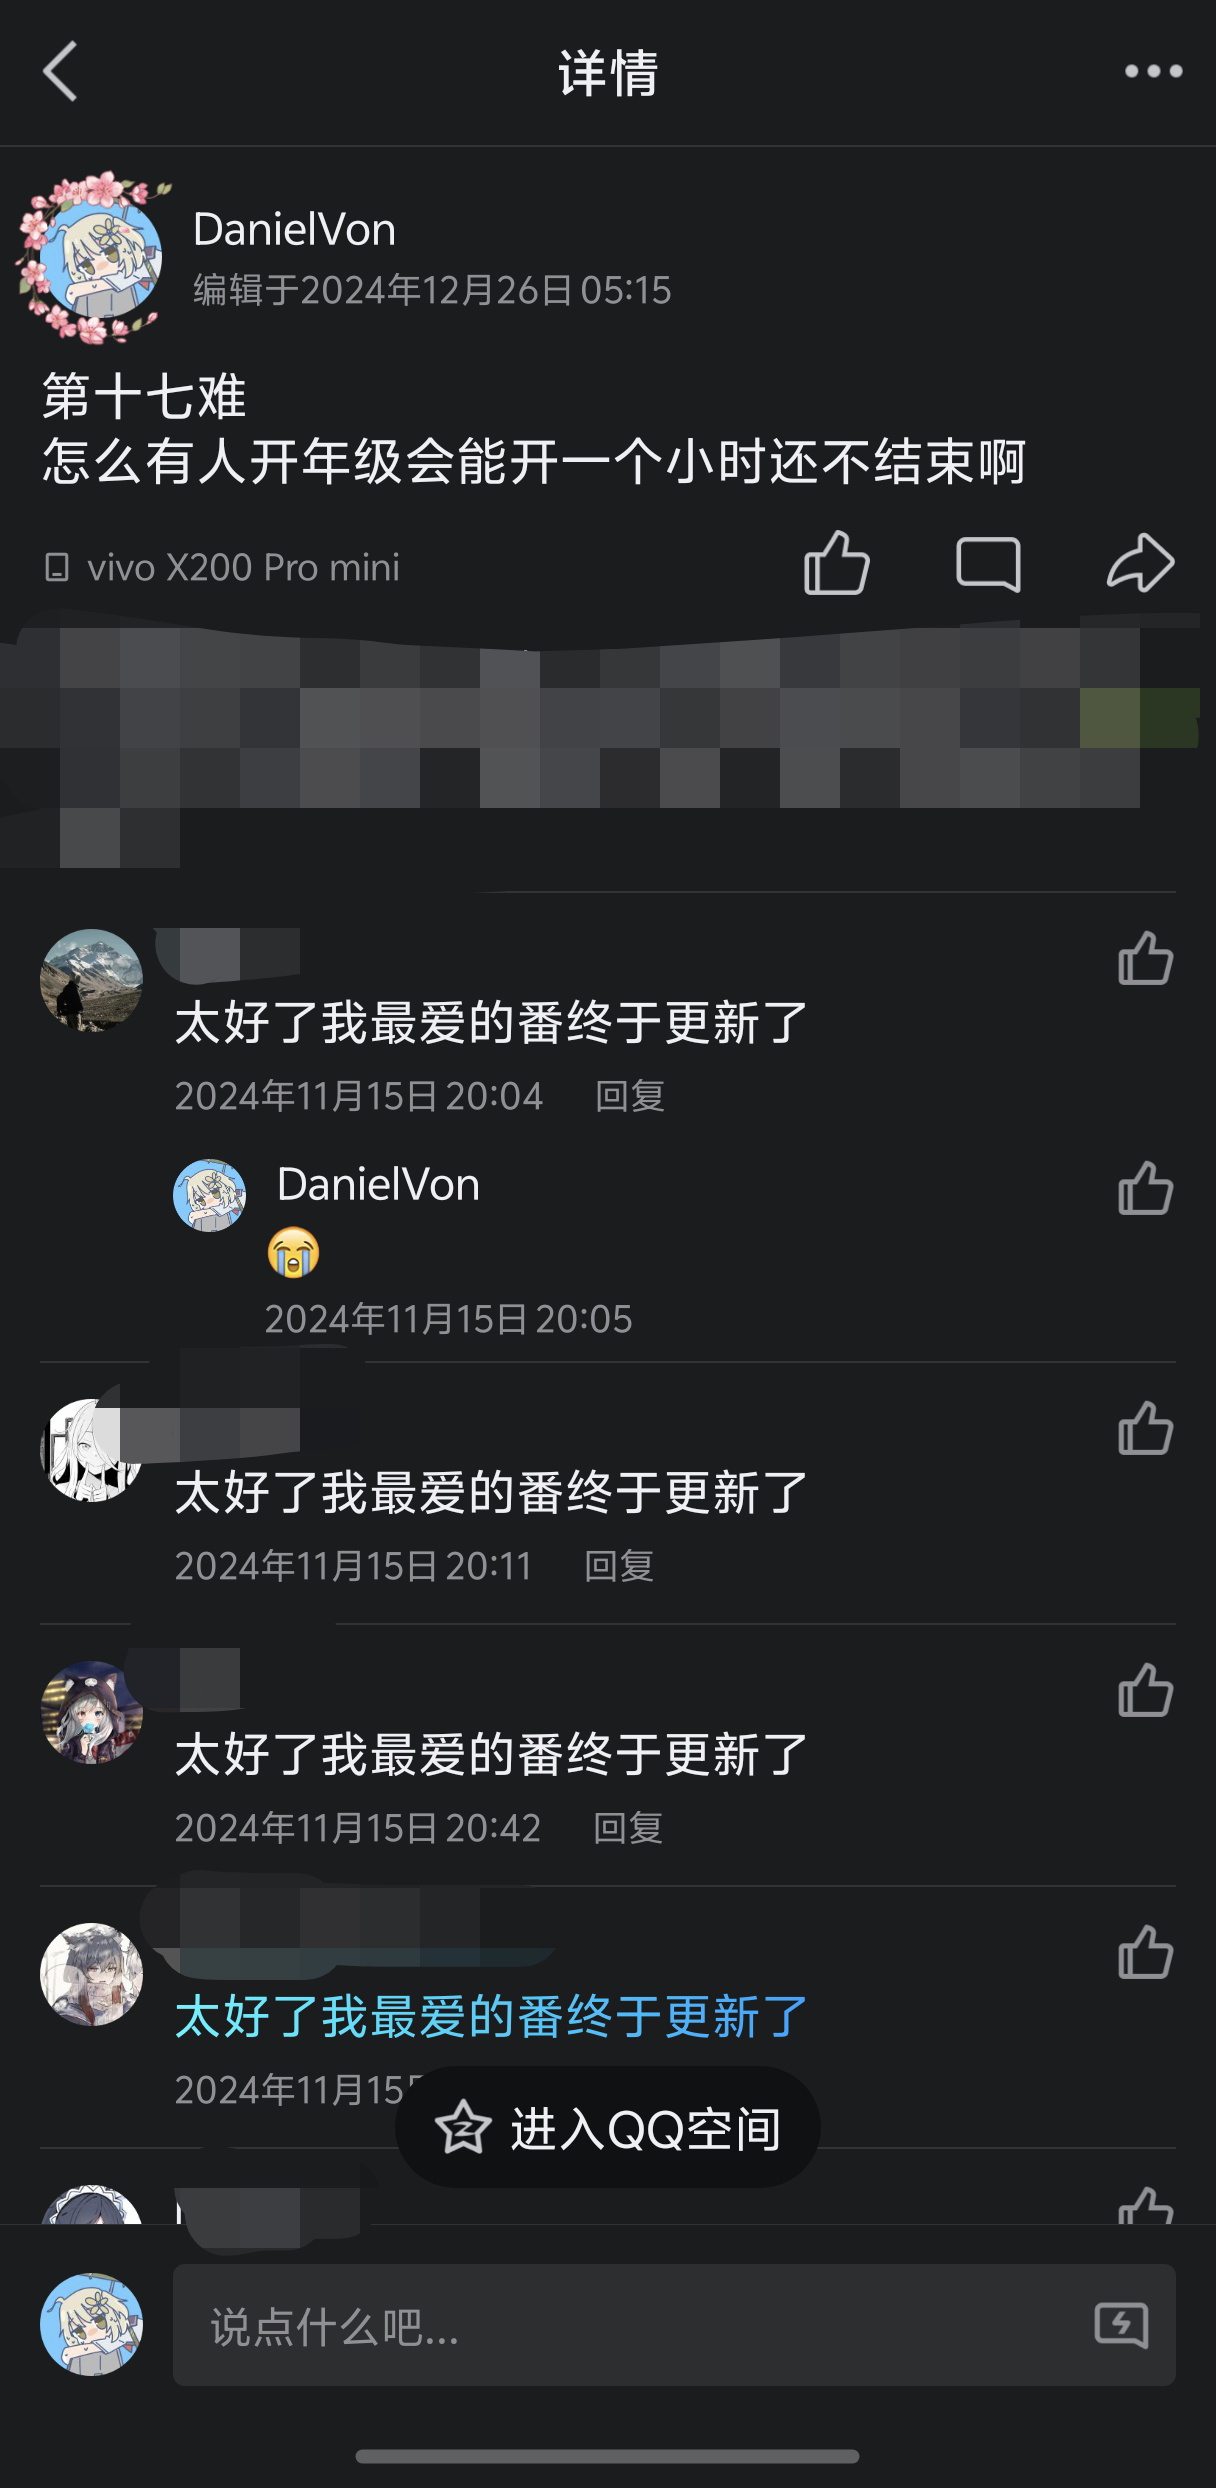 详情
DanielVon
编辑于2024年12月26日 05:15
第十七难
怎么有人开年级会能开一个小时还不结束啊
vivo X200 Pro mini
太好了我最爱的番终于更新了
2024年11月15日 20:04 回复
DanielVon
😭
2024年11月15日 20:05
太好了我最爱的番终于更新了
2024年11月15日 20:11 回复
太好了我最爱的番终于更新了
2024年11月15日 20:42 回复
太好了我最爱的番终于更新了
2024年11月15
进入QQ空间
说点什么吧...